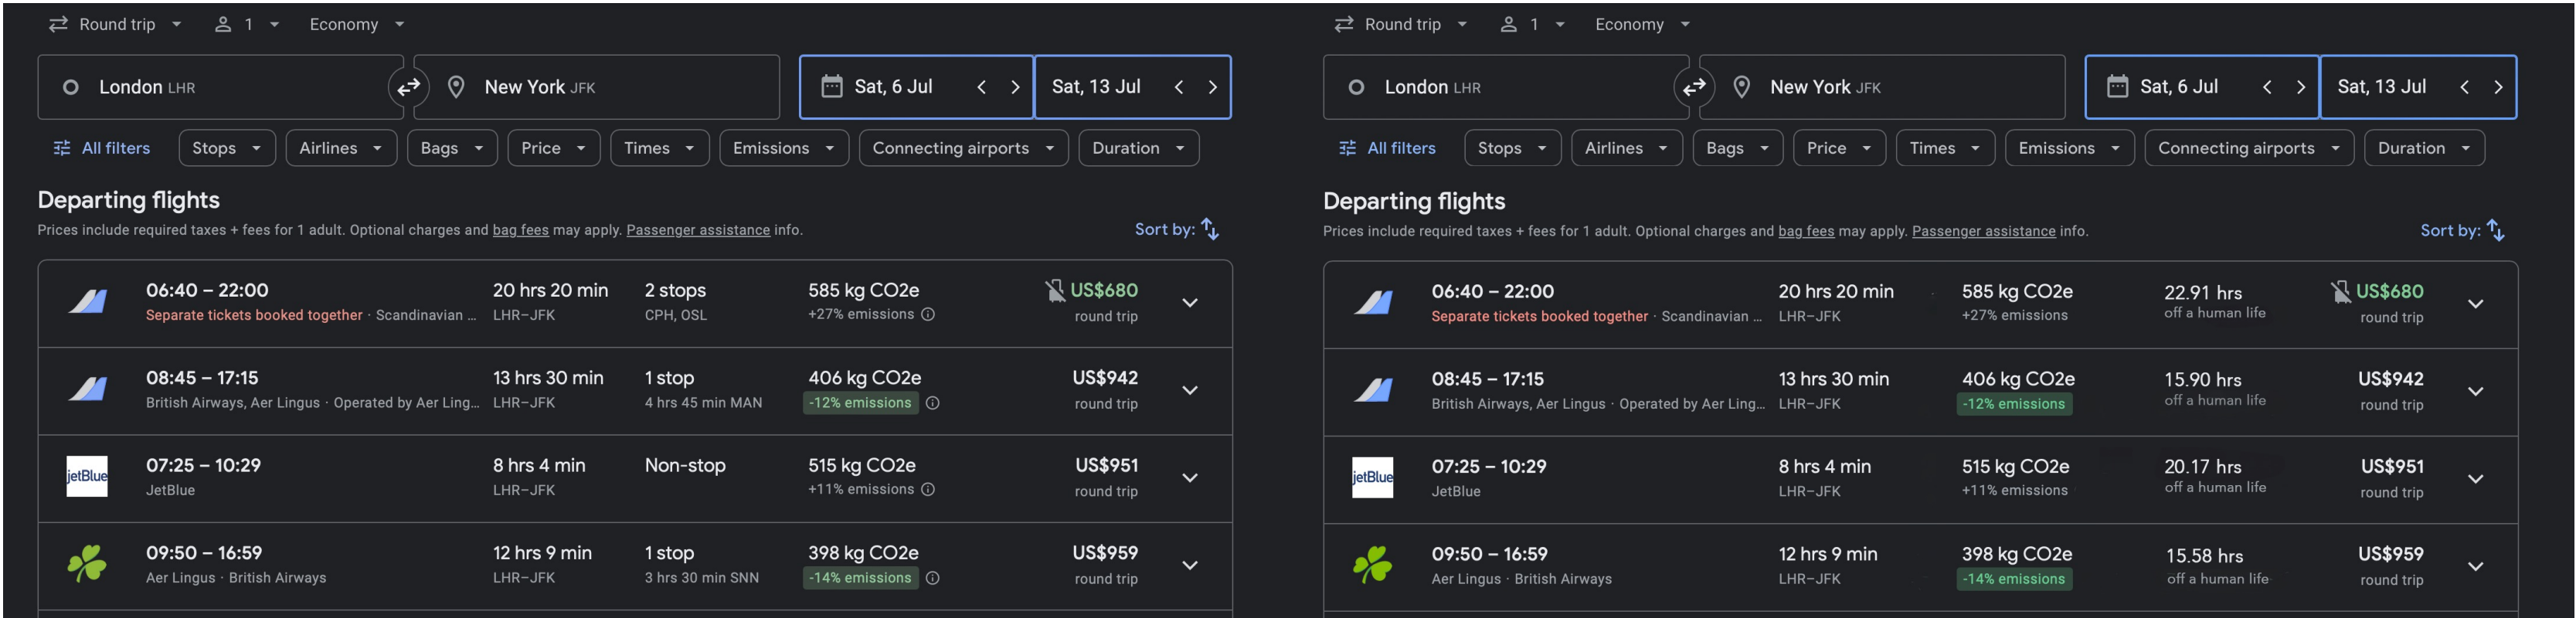 Round trip 1 Economy
London LHR New York JFK Sat, 6 Jul Sat, 13 Jul
All filters Stops Airlines Bags Price Times Emissions Connecting airports Duration
Departing flights
Prices include required taxes + fees for 1 adult. Optional charges and bag fees may apply. Passenger assistance info. Sort by:
06:40 – 22:00 20 hrs 20 min 2 stops 585 kg CO2e US$680
Separate tickets booked together · Scandinavian ... LHR–JFK CPH, OSL +27% emissions round trip
08:45 – 17:15 13 hrs 30 min 1 stop 406 kg CO2e US$942
British Airways, Aer Lingus · Operated by Aer Ling... LHR–JFK 4 hrs 45 min MAN -12% emissions round trip
jetBlue 07:25 – 10:29 8 hrs 4 min Non-stop 515 kg CO2e US$951
JetBlue LHR–JFK +11% emissions round trip
09:50 – 16:59 12 hrs 9 min 1 stop 398 kg CO2e US$959
Aer Lingus · British Airways LHR–JFK 3 hrs 30 min SNN -14% emissions round trip
Round trip 1 Economy
London LHR New York JFK Sat, 6 Jul Sat, 13 Jul
All filters Stops Airlines Bags Price Times Emissions Connecting airports Duration
Departing flights
Prices include required taxes + fees for 1 adult. Optional charges and bag fees may apply. Passenger assistance info. Sort by:
06:40 – 22:00 20 hrs 20 min 585 kg CO2e 22.91 hrs US$680
Separate tickets booked together · Scandinavian ... LHR–JFK +27% emissions off a human life round trip
08:45 – 17:15 13 hrs 30 min 406 kg CO2e 15.90 hrs US$942
British Airways, Aer Lingus · Operated by Aer Ling... LHR–JFK -12% emissions off a human life round trip
jetBlue 07:25 – 10:29 8 hrs 4 min 515 kg CO2e 20.17 hrs US$951
JetBlue LHR–JFK +11% emissions off a human life round trip
09:50 – 16:59 12 hrs 9 min 398 kg CO2e 15.58 hrs US$959
Aer Lingus · British Airways LHR–JFK -14% emissions off a human life round trip